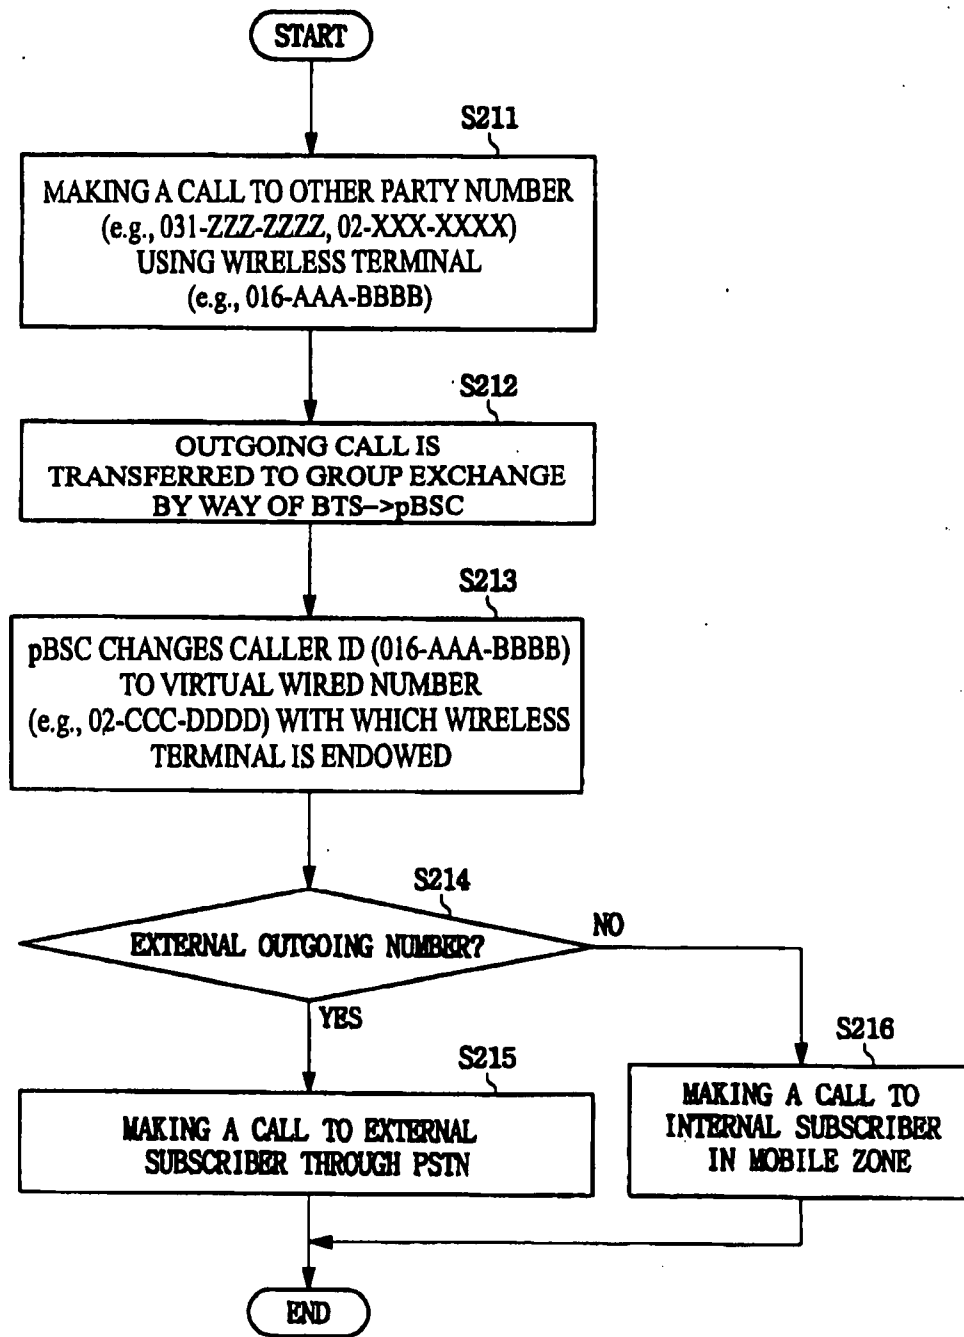 START
S211
MAKING A CALL TO OTHER PARTY NUMBER
(e.g., 031-ZZZ-ZZZZ, 02-XXX-XXXX)
USING WIRELESS TERMINAL
(e.g., 016-AAA-BBBB)
S212
OUTGOING CALL IS
TRANSFERRED TO GROUP EXCHANGE
BY WAY OF BTS->pBSC
S213
pBSC CHANGES CALLER ID (016-AAA-BBBB)
TO VIRTUAL WIRED NUMBER
(e.g., 02-CCC-DDDD) WITH WHICH WIRELESS
TERMINAL IS ENDOWED
S214
EXTERNAL OUTGOING NUMBER?
NO
YES
S215
MAKING A CALL TO EXTERNAL
SUBSCRIBER THROUGH PSTN
S216
MAKING A CALL TO
INTERNAL SUBSCRIBER
IN MOBILE ZONE
END